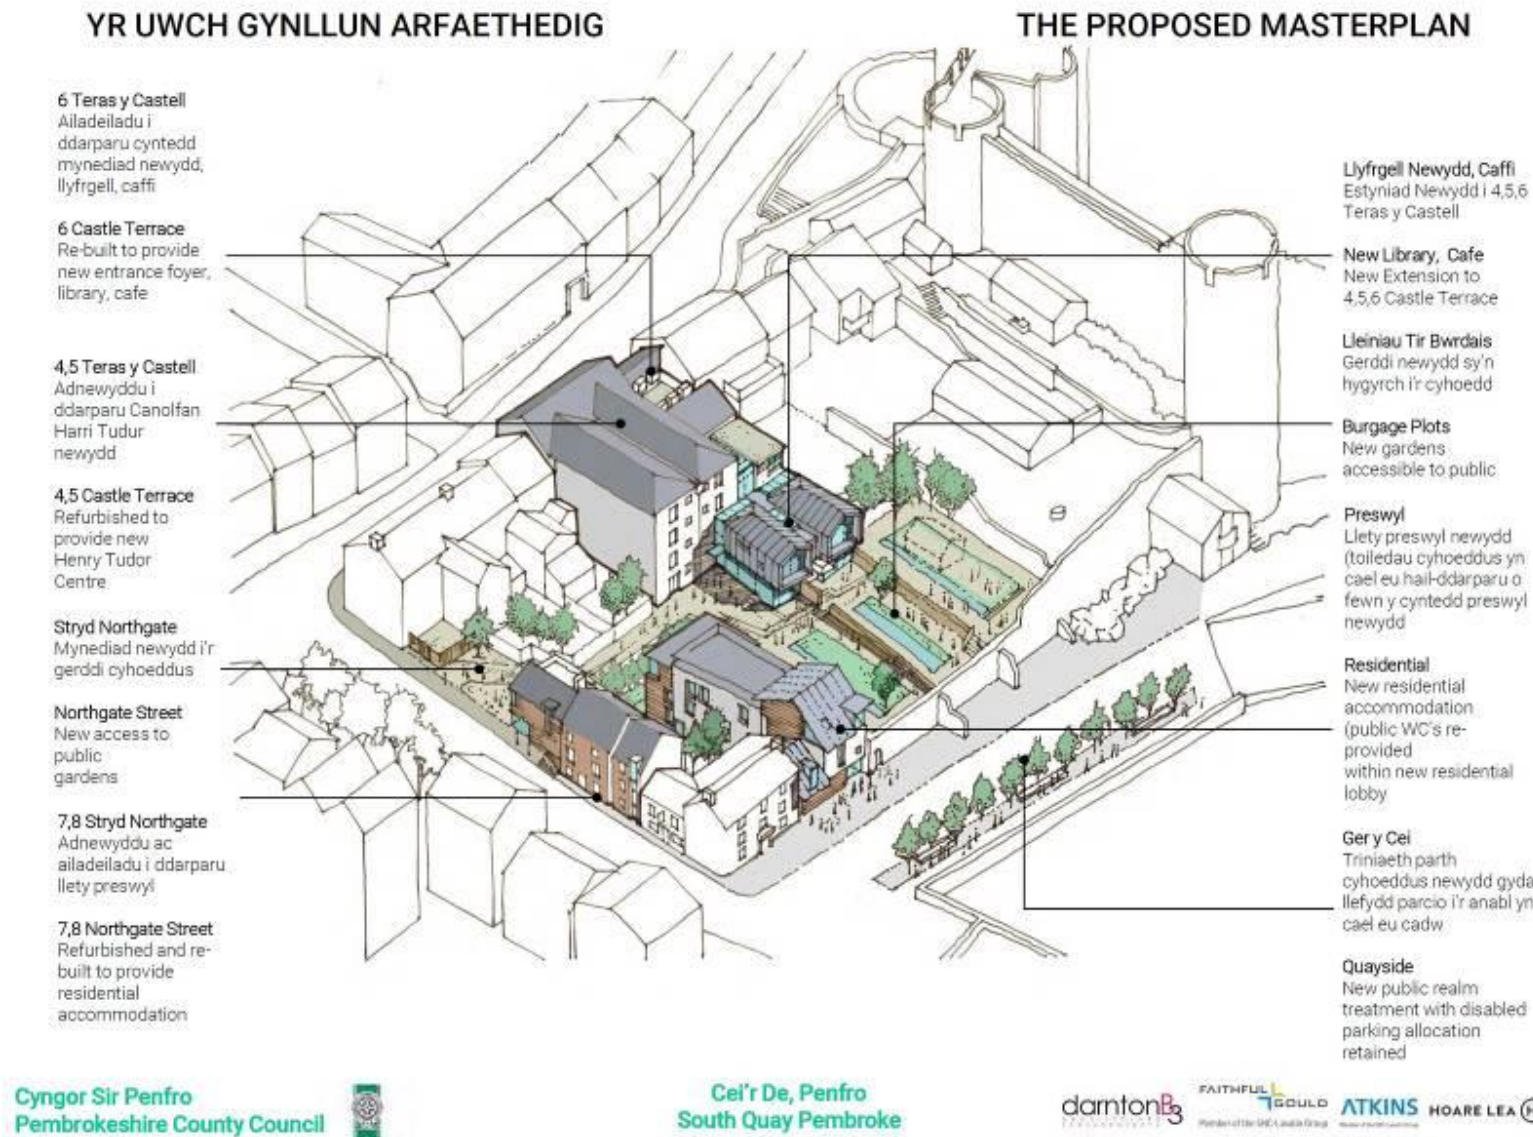 YR UWCH GYNLLUN ARFAETHEDIG
THE PROPOSED MASTERPLAN
6 Teras y Castell
Ailadeiladu i
ddarparu cyntedd
mynediad newydd,
llyfrgell, caffi
6 Castle Terrace
Re-built to provide
new entrance foyer,
library, cafe
4,5 Teras y Castell
Adnewyddu i
ddarparu Canolfan
Harri Tudur
newydd
4,5 Castle Terrace
Refurbished to
provide new
Henry Tudor
Centre
Stryd Northgate
Mynediad newydd i'r
gerddi cyhoeddus
Northgate Street
New access to
public
gardens
7,8 Stryd Northgate
Adnewyddu ac
ailadeiladu i ddarparu
llety preswyl
7,8 Northgate Street
Refurbished and re-
built to provide
residential
accommodation
Llyfrgell Newydd, Caffi
Estyniad Newydd i 4,5,6
Teras y Castell
New Library, Cafe
New Extension to
4,5,6 Castle Terrace
Lleiniau Tir Bwrdais
Gerddi newydd sy'n
hygyrch i'r cyhoedd
Burgage Plots
New gardens
accessible to public
Preswyl
Llety preswyl newydd
(toiledau cyhoeddus yn
cael eu hail-ddarparu o
fewn y cyntedd preswyl
newydd
Residential
New residential
accommodation
(public WC's re-
provided
within new residential
lobby
Ger y Cei
Triniaeth parth
cyhoeddus newydd gyda
llefydd parcio i'r anabl yn
cael eu cadw
Quayside
New public realm
treatment with disabled
parking allocation
retained
Cyngor Sir Penfro
Pembrokeshire County Council
Cei'r De, Penfro
South Quay Pembroke
darntonB3
FAITHFUL
GOULD
Member of the SNC-Lavalin Group
ATKINS
HOARE LEA